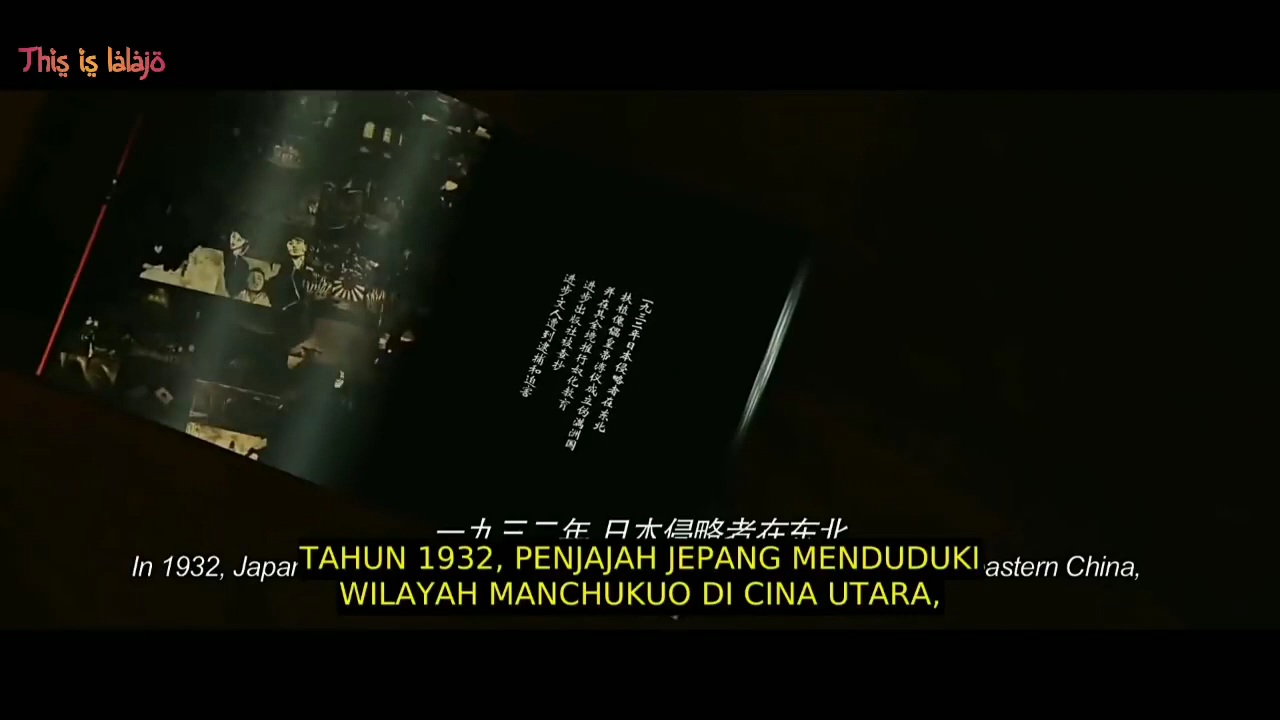 This is lalajo
一九三二年日本侵略者在东北
扶植傀儡皇帝溥仪成立伪满洲国
并在其全境推行奴化教育
进步出版社被查抄
进步文人遭到逮捕和迫害
一九三二年 日本侵略者在东北
In 1932, China,
TAHUN 1932, PENJAJAH JEPANG MENDUDUKI
WILAYAH MANCHUKUO DI CINA UTARA,